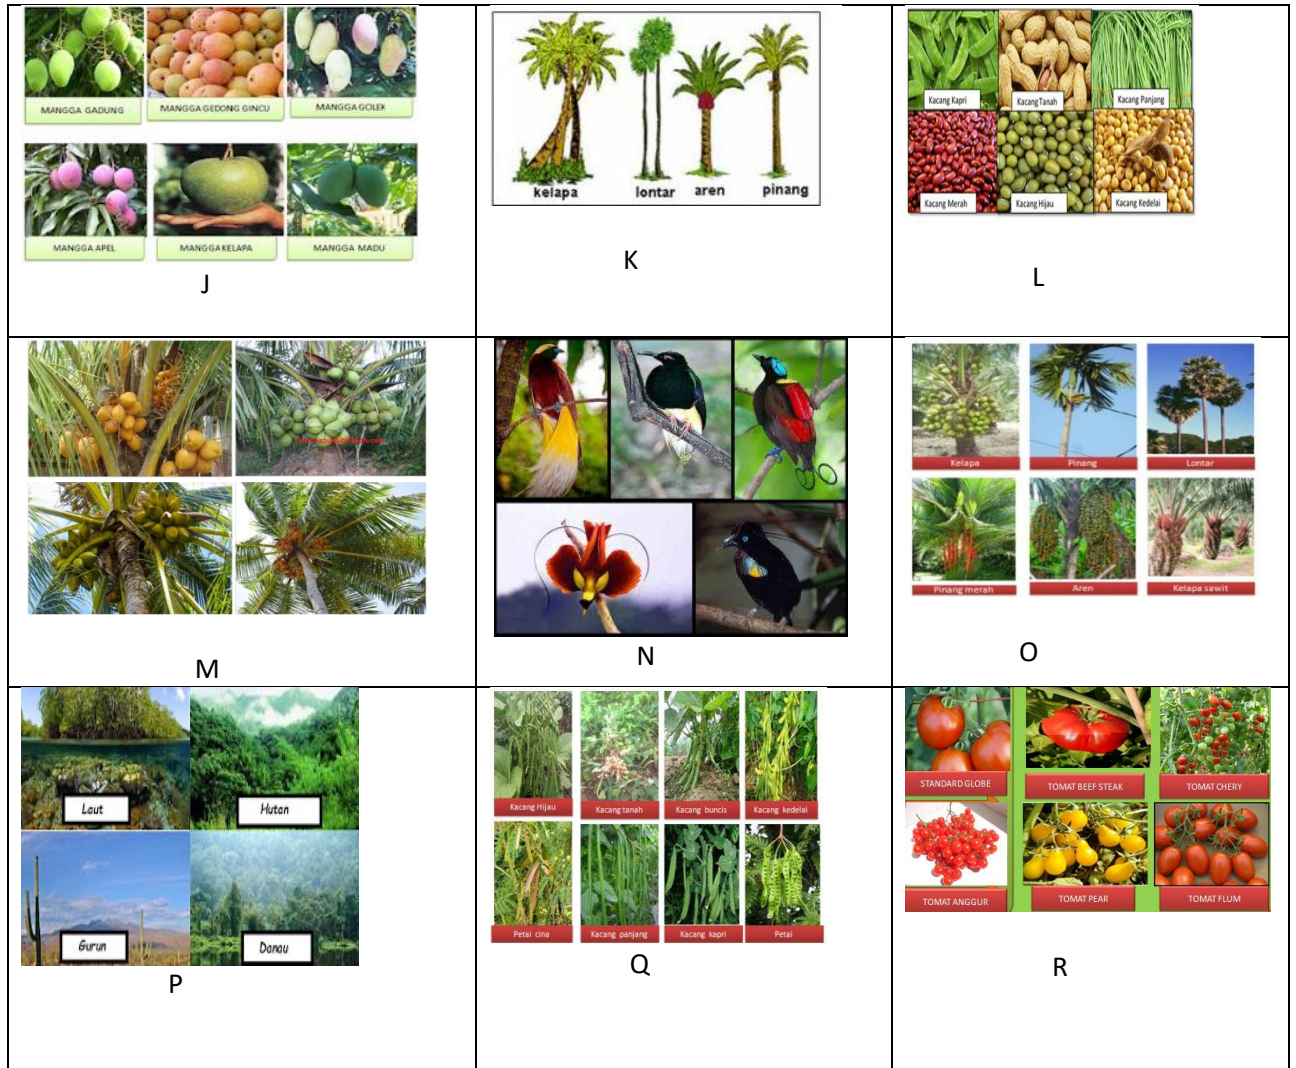 MANGGA GADUNG
MANGGA GEDONG GINCU
MANGGA GOLEK
MANGGA APEL
MANGGA KELAPA
MANGGA MADU
J
kelapa
lontar
aren
pinang
K
Kacang Kapri
Kacang Tanah
Kacang Panjang
Kacang Merah
Kacang Hijau
Kacang Kedelai
L
M
N
Kelapa
Pinang
Lontar
Pinang merah
Aren
Kelapa sawit
O
Laut
Hutan
Gurun
Danau
P
Kacang Hijau
Kacang tanah
Kacang buncis
Kacang kedelai
Petai cina
Kacang panjang
Kacang kapri
Petai
Q
STANDARD GLOBE
TOMAT BEEF STEAK
TOMAT CHERY
TOMAT ANGGUR
TOMAT PEAR
TOMAT FLUM
R